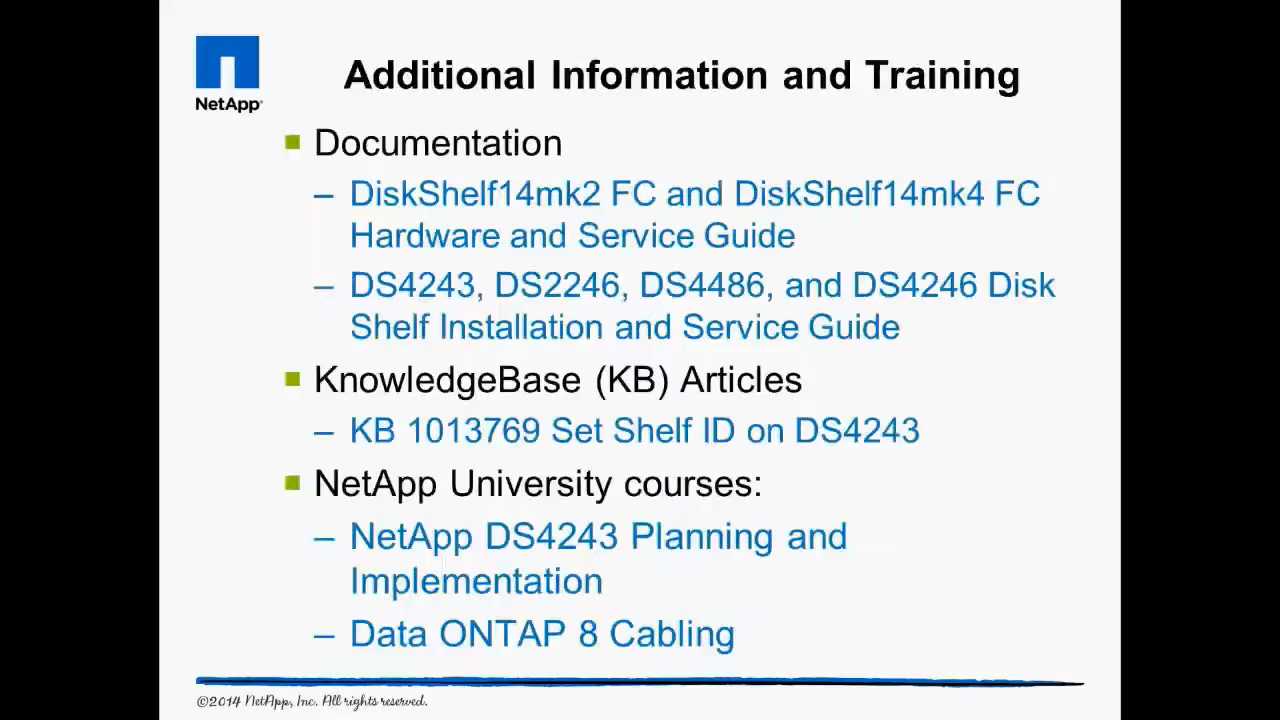 NetApp®
Additional Information and Training
■ Documentation
– DiskShelf14mk2 FC and DiskShelf14mk4 FC
Hardware and Service Guide
– DS4243, DS2246, DS4486, and DS4246 Disk
Shelf Installation and Service Guide
■ KnowledgeBase (KB) Articles
– KB 1013769 Set Shelf ID on DS4243
■ NetApp University courses:
– NetApp DS4243 Planning and
Implementation
– Data ONTAP 8 Cabling
©2014 NetApp, Inc. All rights reserved.